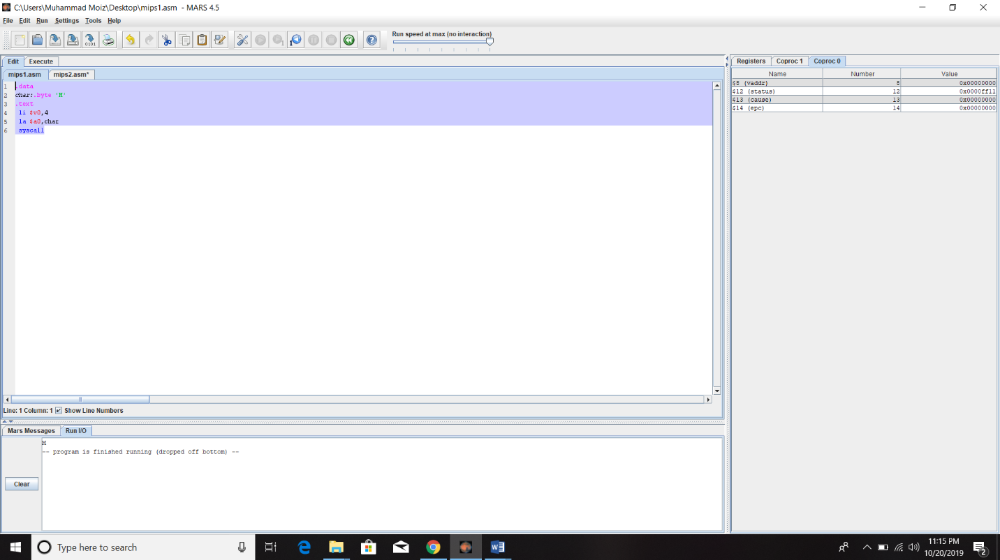 C:\Users\Muhammad Moiz\Desktop\mips1.asm - MARS 4.5
File Edit Run Settings Tools Help
Run speed at max (no interaction)
Edit Execute
mips1.asm mips2.asm*
1 .data
2 char:.byte 'M'
3 .text
4 li $v0,4
5 la $a0,char
6 syscall
Line: 1 Column: 1 Show Line Numbers
Mars Messages Run I/O
M
-- program is finished running (dropped off bottom) --
Clear
Registers Coproc 1 Coproc 0
Name Number Value
$8 (vaddr) 8 0x00000000
$12 (status) 12 0x0000ff11
$13 (cause) 13 0x00000000
$14 (epc) 14 0x00000000
Type here to search
11:15 PM
10/20/2019
2